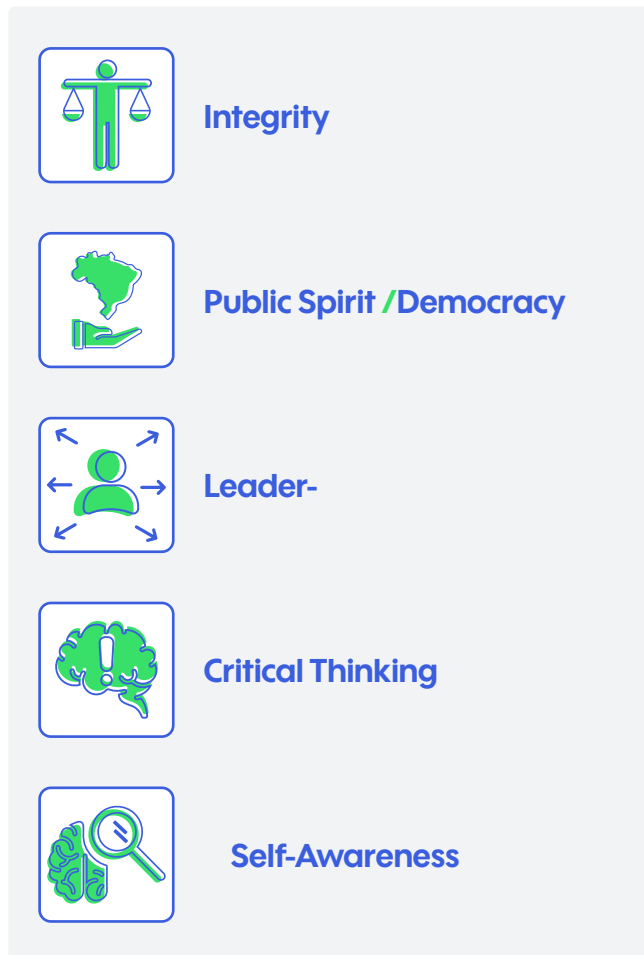 Integrity
Public Spirit /Democracy
Leader-
Critical Thinking
Self-Awareness